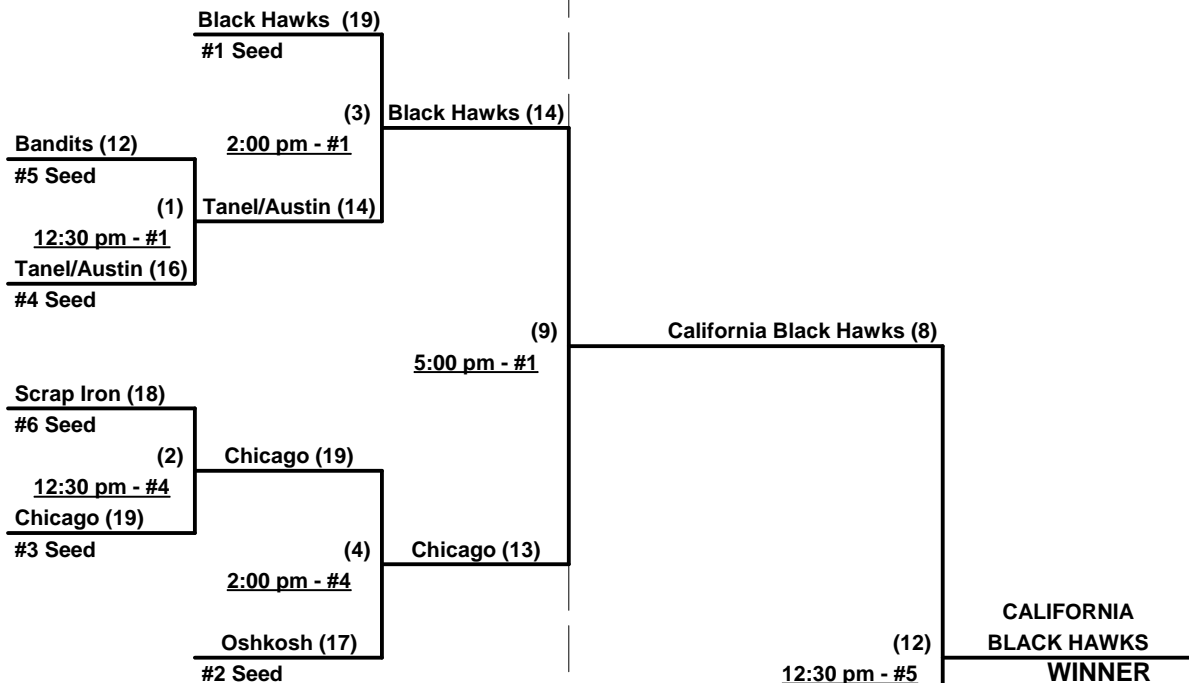 Black Hawks (19)
#1 Seed
(3)
Black Hawks (14)
2:00 pm - #1
Bandits (12)
#5 Seed
(1)
Tanel/Austin (14)
12:30 pm - #1
Tanel/Austin (16)
#4 Seed
(9)
California Black Hawks (8)
5:00 pm - #1
Scrap Iron (18)
#6 Seed
(2)
Chicago (19)
12:30 pm - #4
Chicago (19)
#3 Seed
(4)
Chicago (13)
2:00 pm - #4
Oshkosh (17)
#2 Seed
CALIFORNIA
(12)
BLACK HAWKS
12:30 pm - #5
WINNER